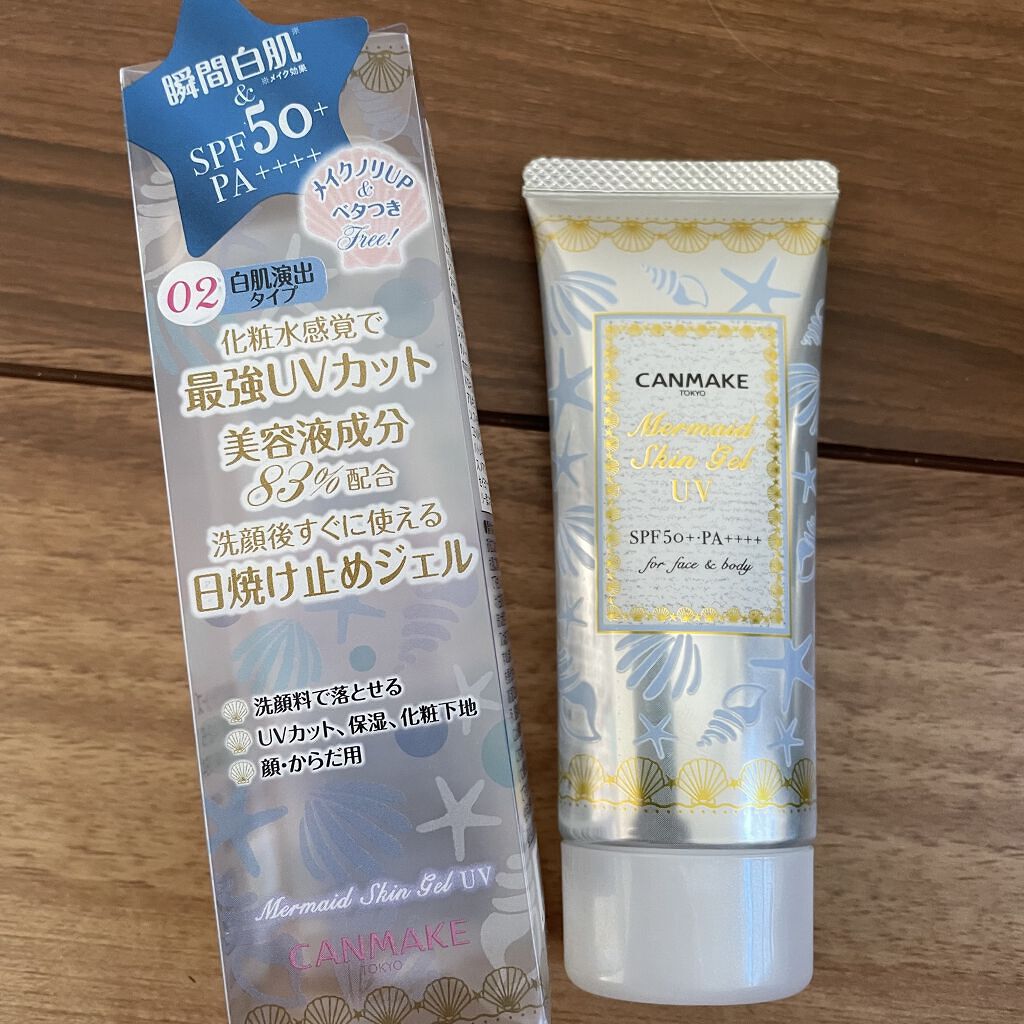 瞬間白肌※
※メイク効果
&
SPF50+
PA++++
メイクノリUP
&
ベタつき
Free!
02
白肌演出
タイプ
化粧水感覚で
最強UVカット
美容液成分
83%配合
洗顔後すぐに使える
日焼け止めジェル
洗顔料で落とせる
UVカット、保湿、化粧下地
顔・からだ用
Mermaid Skin Gel UV
CANMAKE
TOKYO
CANMAKE
TOKYO
Mermaid
Skin Gel
UV
SPF50+・PA++++
for face & body